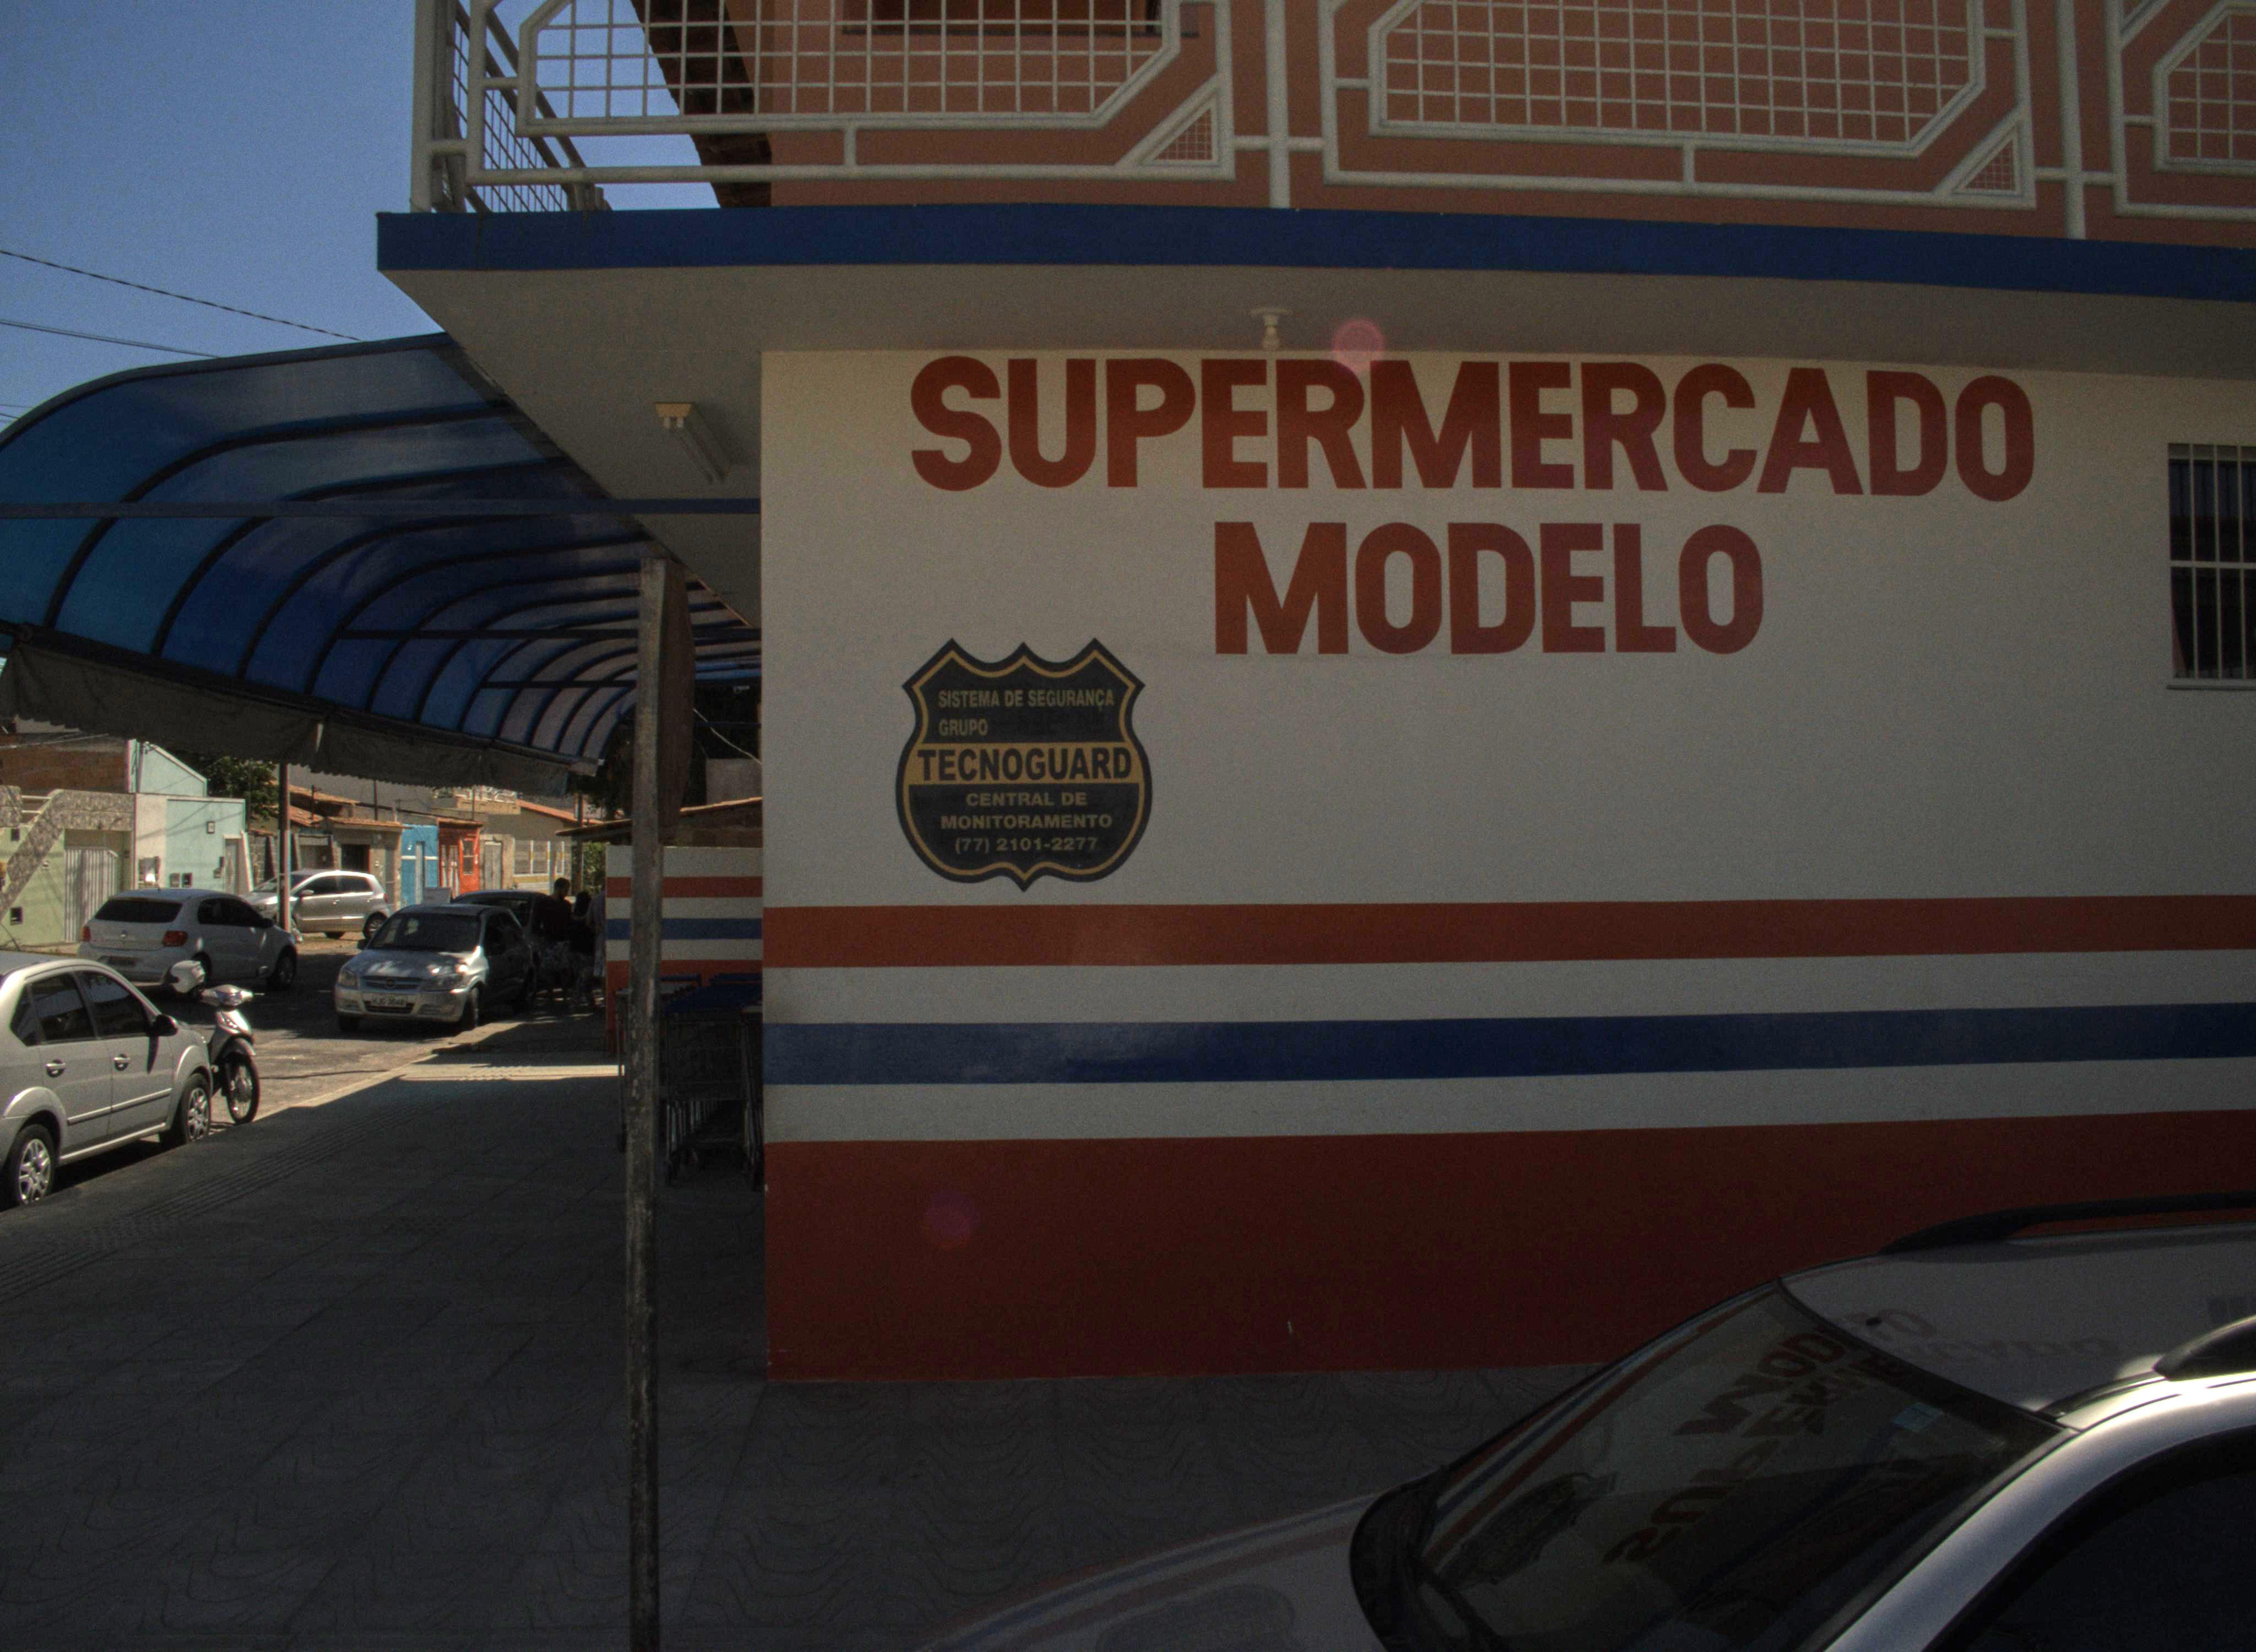 SUPERMERCADO
MODELO
SISTEMA DE SEGURANÇA
GRUPO
TECNOGUARD
CENTRAL DE
MONITORAMENTO
(77) 2101-2277